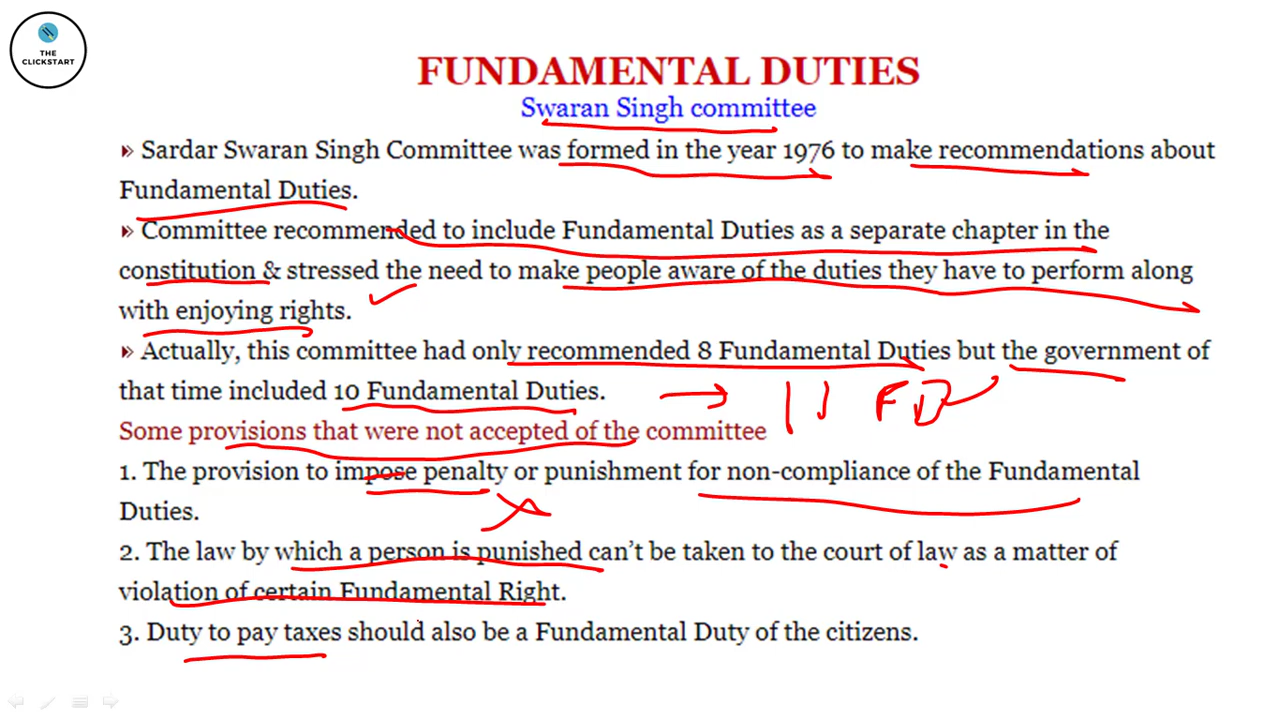 THE
CLICKSTART
FUNDAMENTAL DUTIES
Swaran Singh committee
» Sardar Swaran Singh Committee was formed in the year 1976 to make recommendations about
Fundamental Duties.
» Committee recommended to include Fundamental Duties as a separate chapter in the
constitution & stressed the need to make people aware of the duties they have to perform along
with enjoying rights.
» Actually, this committee had only recommended 8 Fundamental Duties but the government of
that time included 10 Fundamental Duties. → 11 FD
Some provisions that were not accepted of the committee
1. The provision to impose penalty or punishment for non-compliance of the Fundamental
Duties.
2. The law by which a person is punished can't be taken to the court of law as a matter of
violation of certain Fundamental Right.
3. Duty to pay taxes should also be a Fundamental Duty of the citizens.